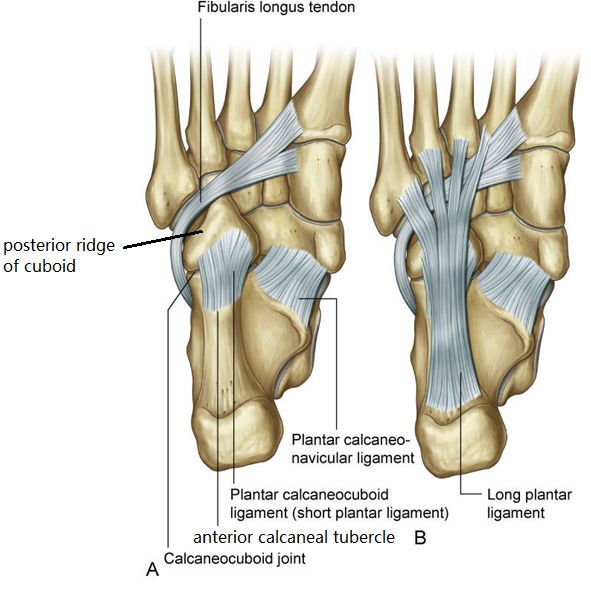 Fibularis longus tendon
posterior ridge
of cuboid
Plantar calcaneo-
navicular ligament
Plantar calcaneocuboid
ligament (short plantar ligament)
Long plantar
ligament
anterior calcaneal tubercle
B
Calcaneocuboid joint
A